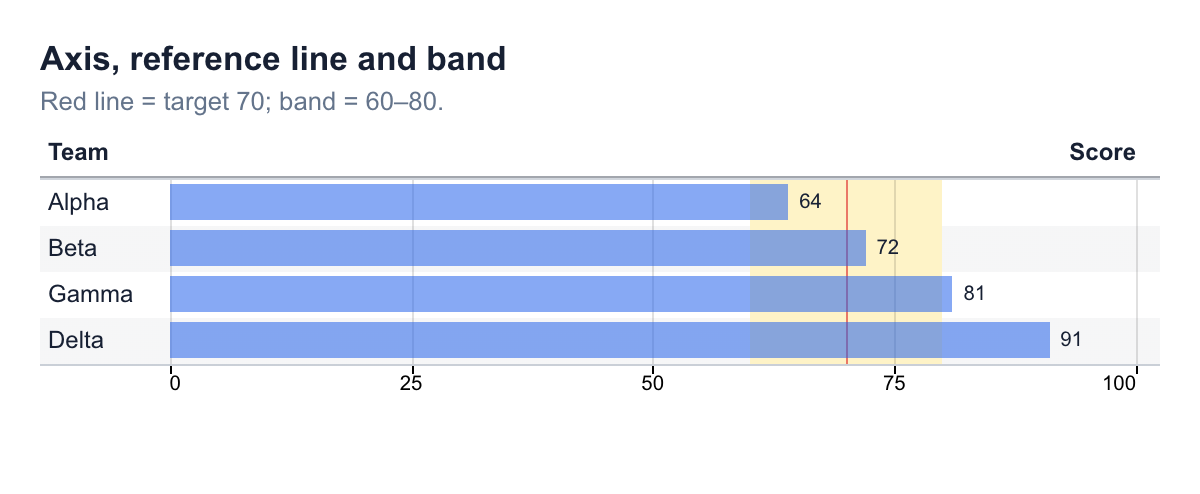 Axis, reference line and band
Red line = target 70; band = 60–80.
Team Score
Alpha 64
Beta 72
Gamma 81
Delta 91
0 25 50 75 100